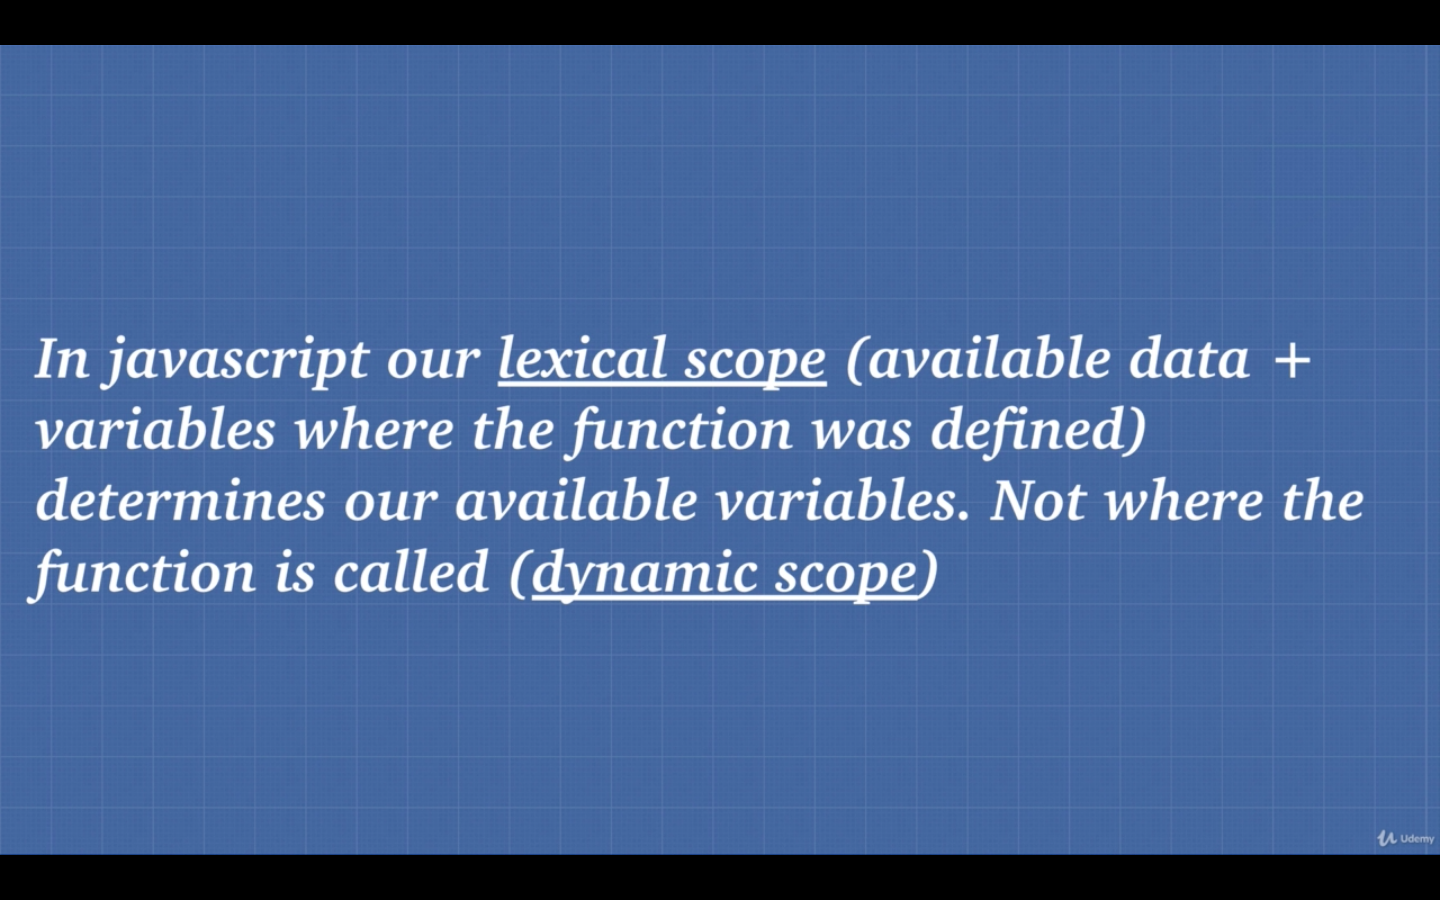 In javascript our lexical scope (available data +
variables where the function was defined)
determines our available variables. Not where the
function is called (dynamic scope)
Udemy